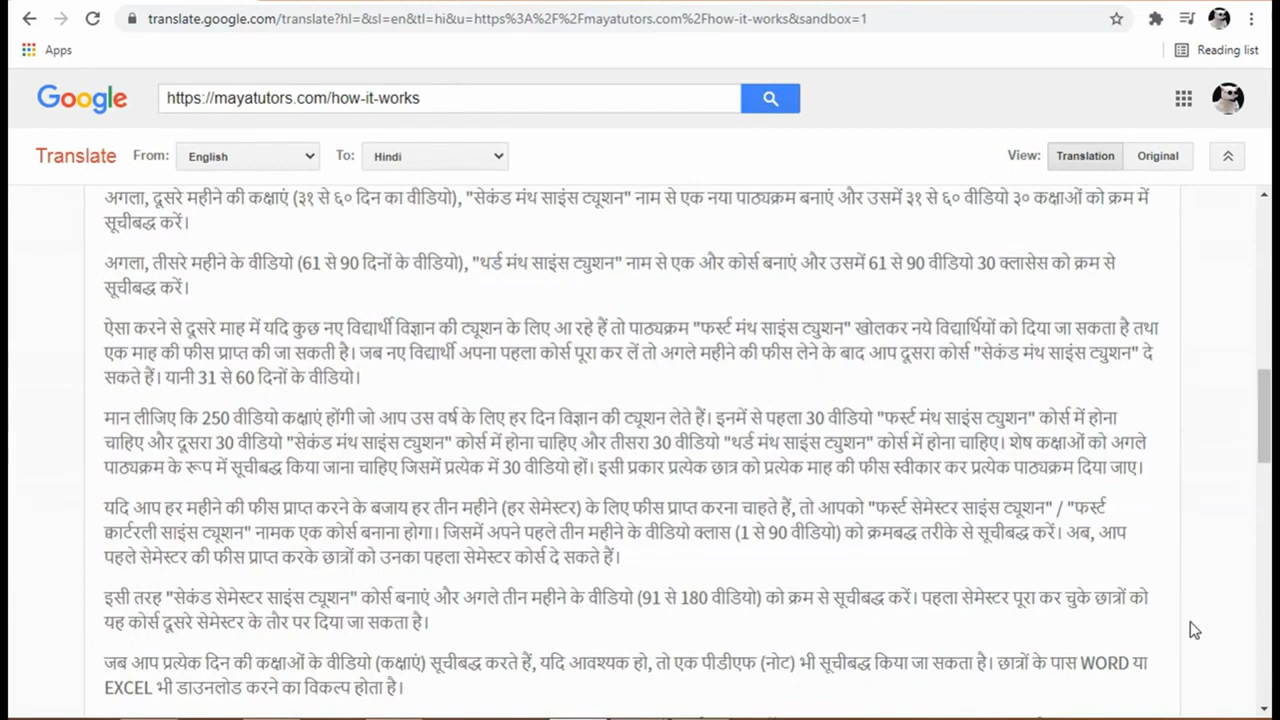 translate.google.com/translate?hl=&sl=en&tl=hi&u=https%3A%2F%2Fmayatutors.com%2Fhow-it-works&sandbox=1
Apps
Reading list
Google
https://mayatutors.com/how-it-works
Translate From: English To: Hindi View: Translation Original
अगला, दूसरे महीने की कक्षाएं (३१ से ६० दिन का वीडियो), "सेकंड मंथ साइंस ट्यूशन" नाम से एक नया पाठ्यक्रम बनाएं और उसमें ३१ से ६० वीडियो ३० कक्षाओं को क्रम में
सूचीबद्ध करें।
अगला, तीसरे महीने के वीडियो (61 से 90 दिनों के वीडियो), "थर्ड मंथ साइंस ट्युशन" नाम से एक और कोर्स बनाएं और उसमें 61 से 90 वीडियो 30 क्लासेस को क्रम से
सूचीबद्ध करें।
ऐसा करने से दूसरे माह में यदि कुछ नए विद्यार्थी विज्ञान की ट्यूशन के लिए आ रहे हैं तो पाठ्यक्रम "फर्स्ट मंथ साइंस ट्युशन" खोलकर नये विद्यार्थियों को दिया जा सकता है तथा
एक माह की फीस प्राप्त की जा सकती है। जब नए विद्यार्थी अपना पहला कोर्स पूरा कर लें तो अगले महीने की फीस लेने के बाद आप दूसरा कोर्स "सेकंड मंथ साइंस ट्युशन" दे
सकते हैं। यानी 31 से 60 दिनों के वीडियो।
मान लीजिए कि 250 वीडियो कक्षाएं होंगी जो आप उस वर्ष के लिए हर दिन विज्ञान की ट्यूशन लेते हैं। इनमें से पहला 30 वीडियो "फर्स्ट मंथ साइंस ट्युशन" कोर्स में होना
चाहिए और दूसरा 30 वीडियो "सेकंड मंथ साइंस ट्युशन" कोर्स में होना चाहिए और तीसरा 30 वीडियो "थर्ड मंथ साइंस ट्युशन" कोर्स में होना चाहिए। शेष कक्षाओं को अगले
पाठ्यक्रम के रूप में सूचीबद्ध किया जाना चाहिए जिसमें प्रत्येक में 30 वीडियो हों। इसी प्रकार प्रत्येक छात्र को प्रत्येक माह की फीस स्वीकार कर प्रत्येक पाठ्यक्रम दिया जाए।
यदि आप हर महीने की फीस प्राप्त करने के बजाय हर तीन महीने (हर सेमेस्टर) के लिए फीस प्राप्त करना चाहते हैं, तो आपको "फर्स्ट सेमेस्टर साइंस ट्यूशन" / "फर्स्ट
क्वार्टरली साइंस ट्यूशन" नामक एक कोर्स बनाना होगा। जिसमें अपने पहले तीन महीने के वीडियो क्लास (1 से 90 वीडियो) को क्रमबद्ध तरीके से सूचीबद्ध करें। अब, आप
पहले सेमेस्टर की फीस प्राप्त करके छात्रों को उनका पहला सेमेस्टर कोर्स दे सकते हैं।
इसी तरह "सेकंड सेमेस्टर साइंस ट्यूशन" कोर्स बनाएं और अगले तीन महीने के वीडियो (91 से 180 वीडियो) को क्रम से सूचीबद्ध करें। पहला सेमेस्टर पूरा कर चुके छात्रों को
यह कोर्स दूसरे सेमेस्टर के तौर पर दिया जा सकता है।
जब आप प्रत्येक दिन की कक्षाओं के वीडियो (कक्षाएं) सूचीबद्ध करते हैं, यदि आवश्यक हो, तो एक पीडीएफ (नोट) भी सूचीबद्ध किया जा सकता है। छात्रों के पास WORD या
EXCEL भी डाउनलोड करने का विकल्प होता है।